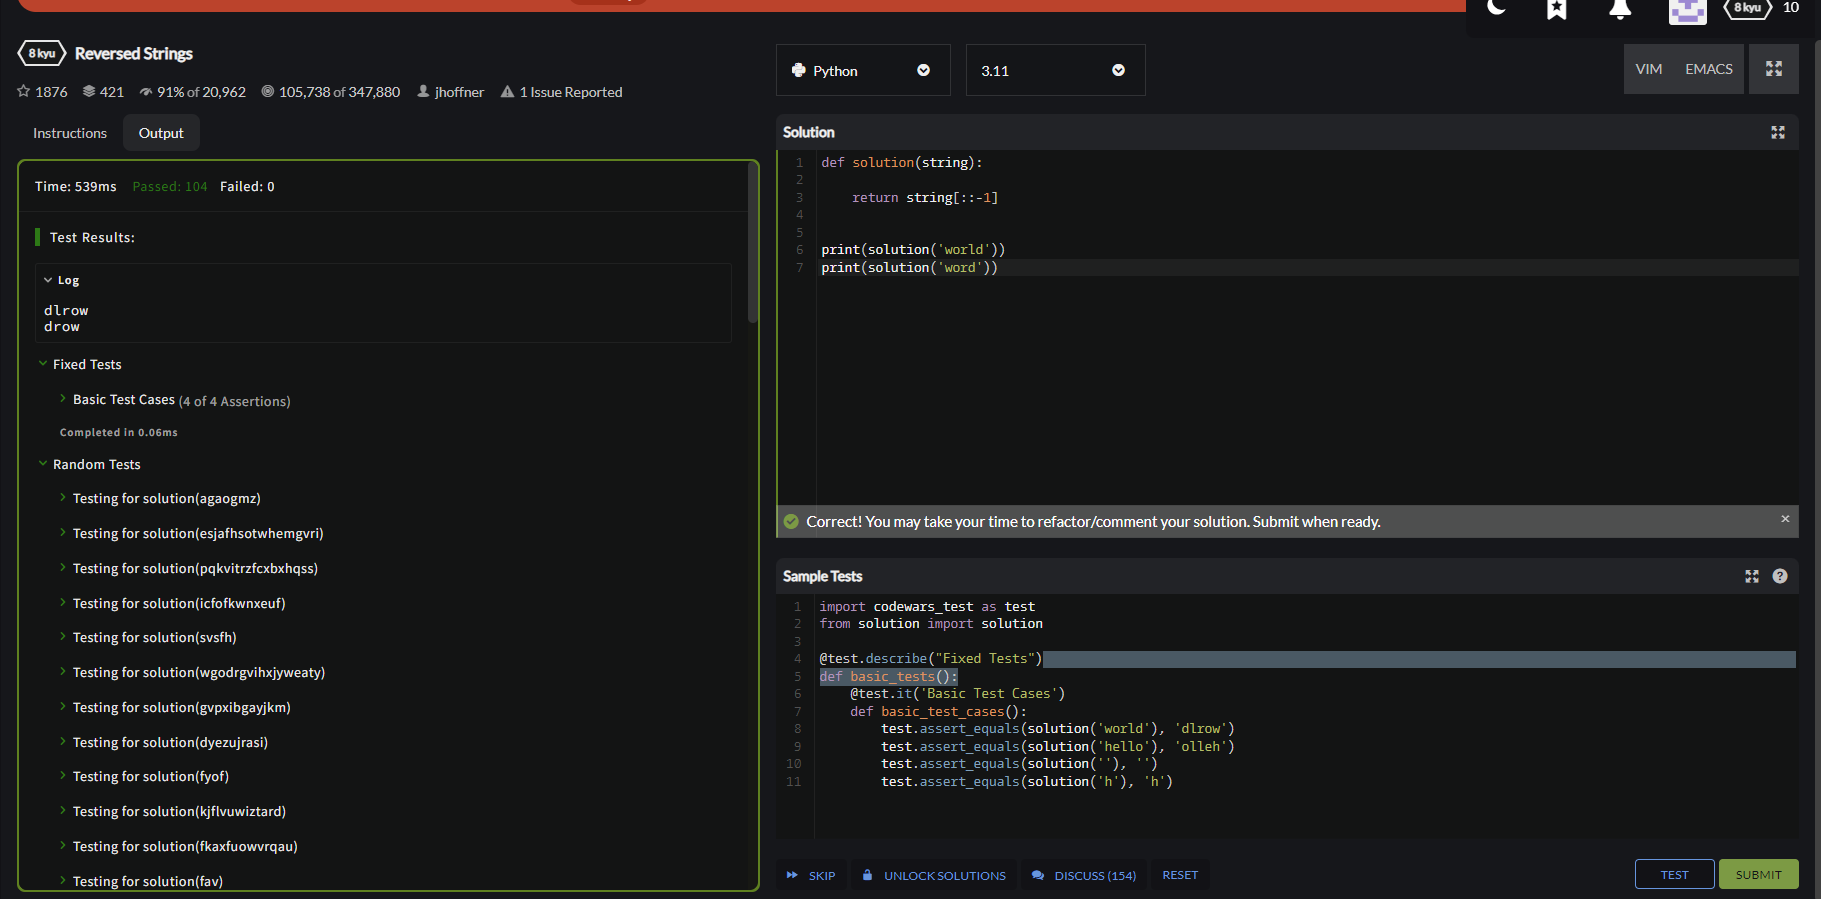 8 kyu 10
8 kyu Reversed Strings
1876 421 91% of 20,962 105,738 of 347,880 jhoffner 1 Issue Reported
Instructions Output
Time: 539ms Passed: 104 Failed: 0
Test Results:
Log
dlrow
drow
Fixed Tests
Basic Test Cases (4 of 4 Assertions)
Completed in 0.06ms
Random Tests
Testing for solution(agaogmz)
Testing for solution(esjafhsotwhemgvri)
Testing for solution(pqkvitrzfcxbxhqss)
Testing for solution(icfofkwnxeuf)
Testing for solution(svsfh)
Testing for solution(wgodrgvihxjyweaty)
Testing for solution(gvpxibgayjkm)
Testing for solution(dyezujrasi)
Testing for solution(fyof)
Testing for solution(kjflvuwiztard)
Testing for solution(fkaxfuowvrqau)
Testing for solution(fav)
Python 3.11 VIM EMACS
Solution
1 def solution(string):
2
3     return string[::-1]
4
5
6 print(solution('world'))
7 print(solution('word'))
Correct! You may take your time to refactor/comment your solution. Submit when ready. ×
Sample Tests ?
1 import codewars_test as test
2 from solution import solution
3
4 @test.describe("Fixed Tests")
5 def basic_tests():
6     @test.it('Basic Test Cases')
7     def basic_test_cases():
8         test.assert_equals(solution('world'), 'dlrow')
9         test.assert_equals(solution('hello'), 'olleh')
10         test.assert_equals(solution(''), '')
11         test.assert_equals(solution('h'), 'h')
SKIP UNLOCK SOLUTIONS DISCUSS (154) RESET TEST SUBMIT